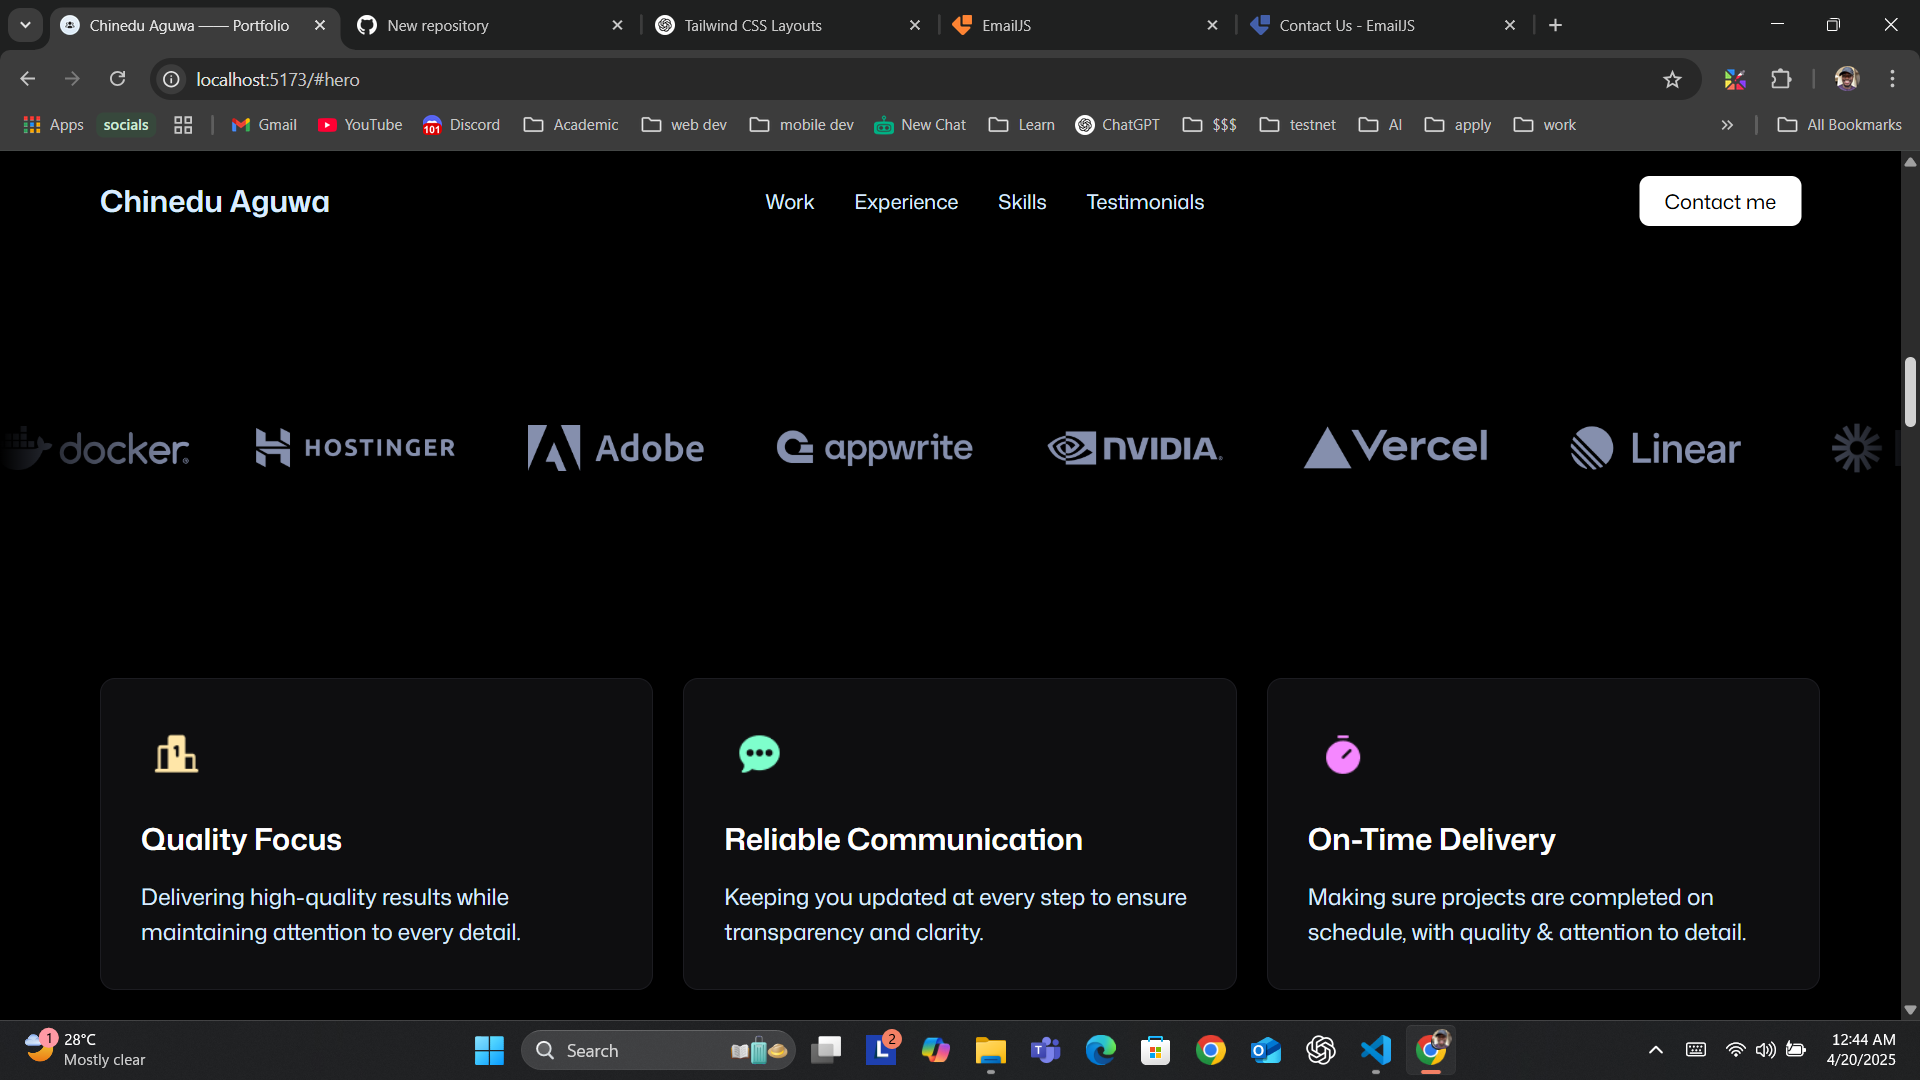 Chinedu Aguwa —— Portfolio
New repository
Tailwind CSS Layouts
EmailJS
Contact Us - EmailJS
localhost:5173/#hero
Apps
socials
Gmail
YouTube
101
Discord
Academic
web dev
mobile dev
New Chat
Learn
ChatGPT
$$$
testnet
AI
apply
work
All Bookmarks
Chinedu Aguwa
Work
Experience
Skills
Testimonials
Contact me
docker
HOSTINGER
Adobe
appwrite
NVIDIA
Vercel
Linear
1
Quality Focus
Reliable Communication
On-Time Delivery
Delivering high-quality results while
maintaining attention to every detail.
Keeping you updated at every step to ensure
transparency and clarity.
Making sure projects are completed on
schedule, with quality & attention to detail.
1
28°C
Mostly clear
Search
L
2
12:44 AM
4/20/2025